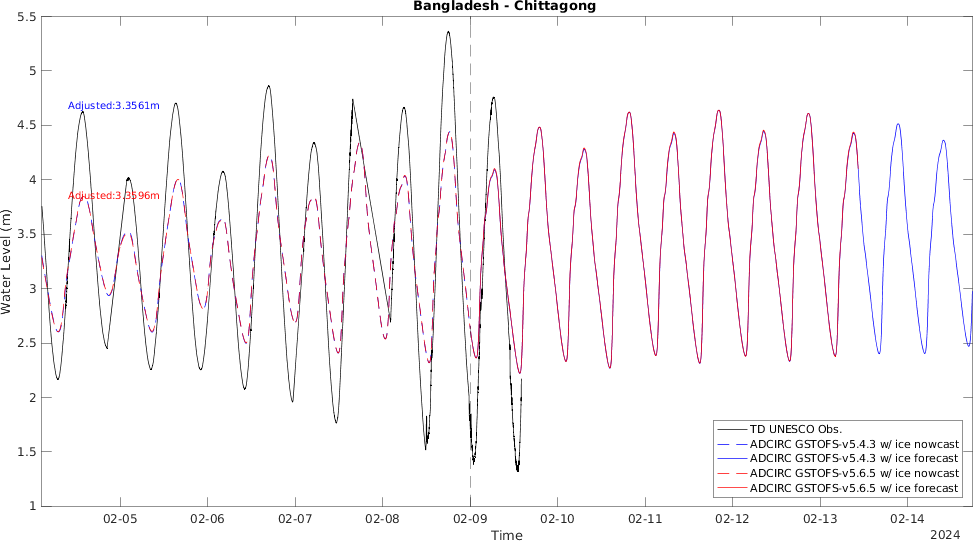 Bangladesh - Chittagong
5.5
5
4.5
4
3.5
3
2.5
2
1.5
1
Water Level (m)
Adjusted:3.3561m
Adjusted:3.3596m
TD UNESCO Obs.
ADCIRC GSTOFS-v5.4.3 w/ ice nowcast
ADCIRC GSTOFS-v5.4.3 w/ ice forecast
ADCIRC GSTOFS-v5.6.5 w/ ice nowcast
ADCIRC GSTOFS-v5.6.5 w/ ice forecast
02-05 02-06 02-07 02-08 02-09 02-10 02-11 02-12 02-13 02-14
Time
2024